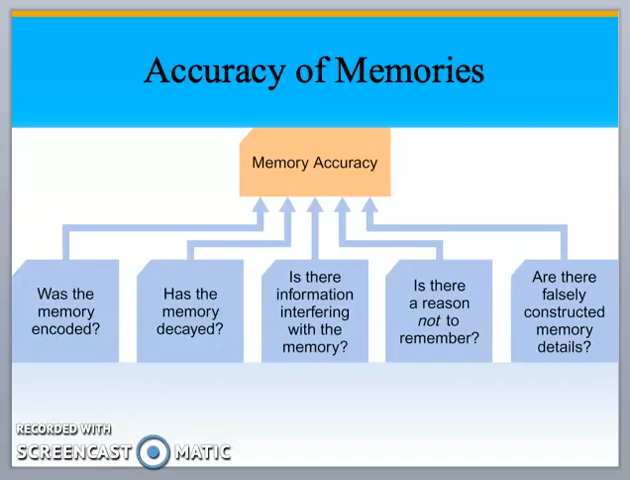 Accuracy of Memories
Memory Accuracy
Was the
memory
encoded?
Has the
memory
decayed?
Is there
information
interfering
with the
memory?
Is there
a reason
not to
remember?
Are there
falsely
constructed
memory
details?
RECORDED WITH
SCREENCAST MATIC